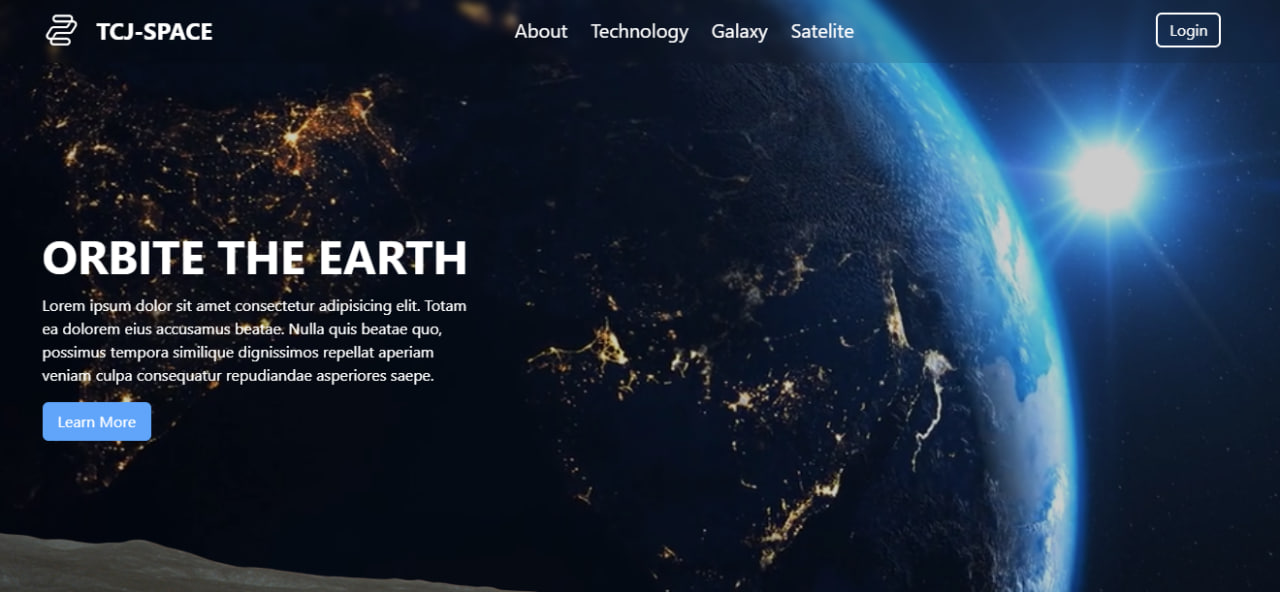 TCJ-SPACE
About Technology Galaxy Satelite
Login
ORBITE THE EARTH
Lorem ipsum dolor sit amet consectetur adipisicing elit. Totam
ea dolorem eius accusamus beatae. Nulla quis beatae quo,
possimus tempora similique dignissimos repellat aperiam
veniam culpa consequatur repudiandae asperiores saepe.
Learn More